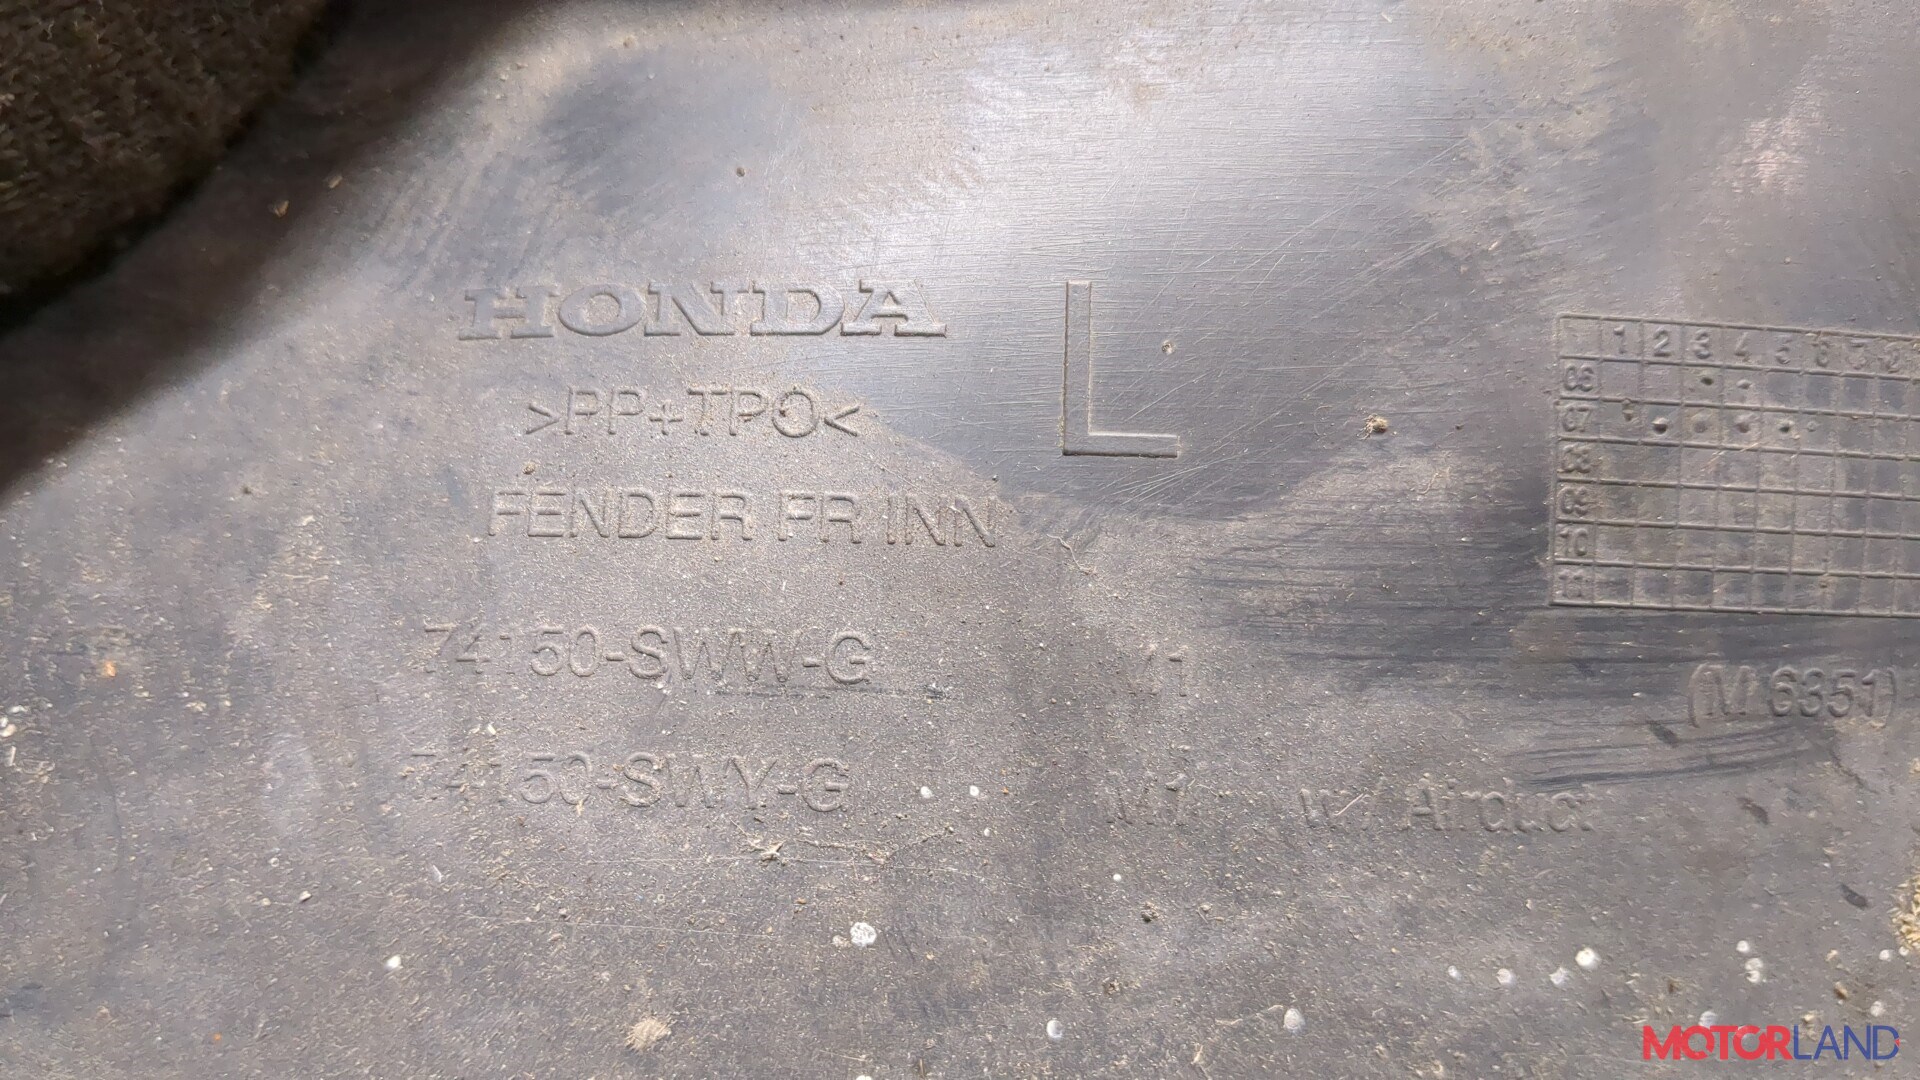 HONDA
L
>PP+TPO<
FENDER FR INN
1 2 3 4 5 6 7
06
07
08
09
10
11
74150-SWW-G
(M 6351)
74150-SWY-G
M1 w/ Airduct
MOTORLAND